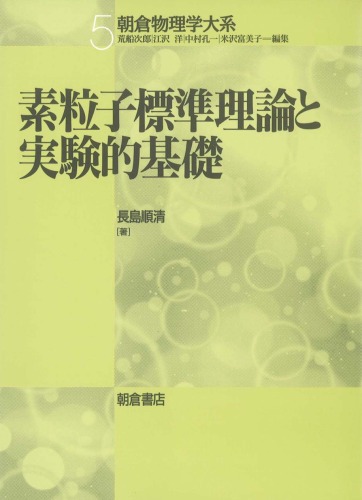 5
朝倉物理学大系
荒船次郎|江沢 洋|中村孔一|米沢富美子=編集
素粒子標準理論と
実験的基礎
長島順清
[著]
朝倉書店